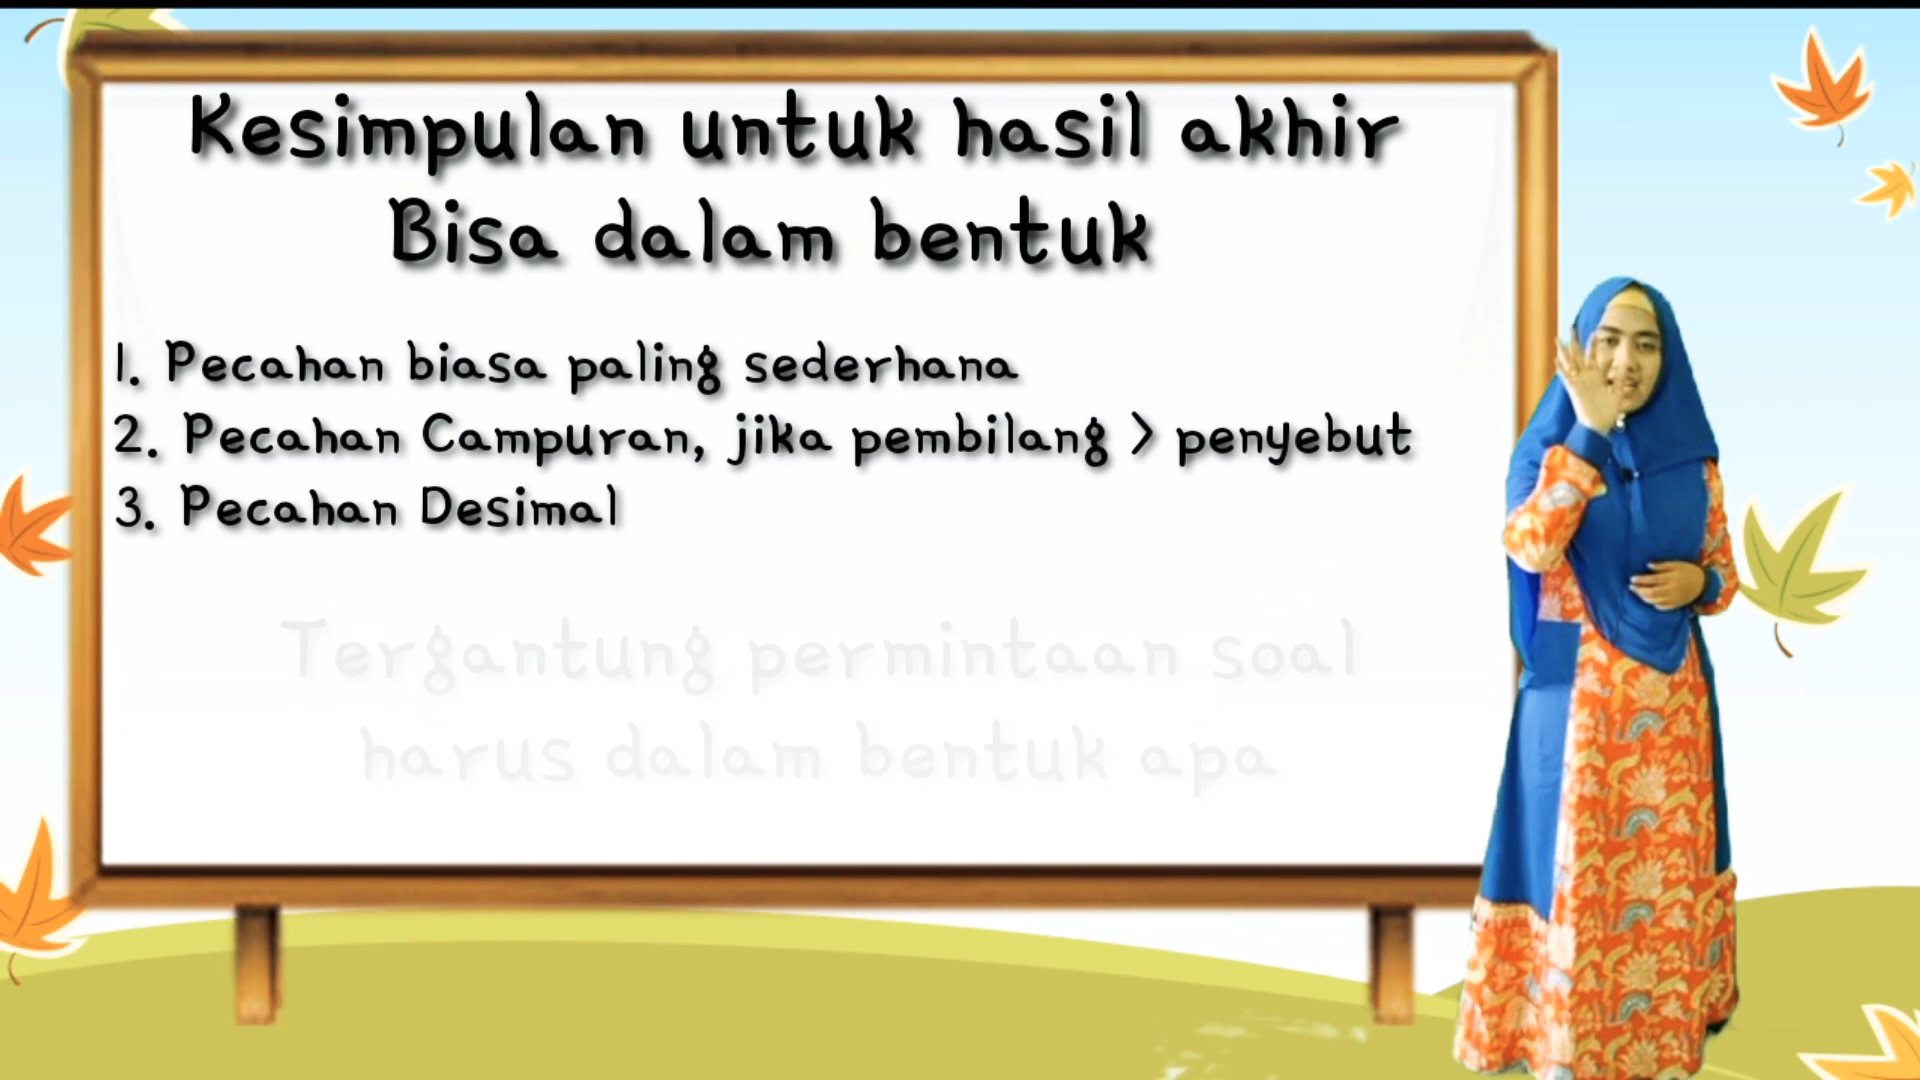 Kesimpulan untuk hasil akhir
Bisa dalam bentuk
1. Pecahan biasa paling sederhana
2. Pecahan Campuran, jika pembilang > penyebut
3. Pecahan Desimal
Tergantung permintaan soal
harus dalam bentuk apa